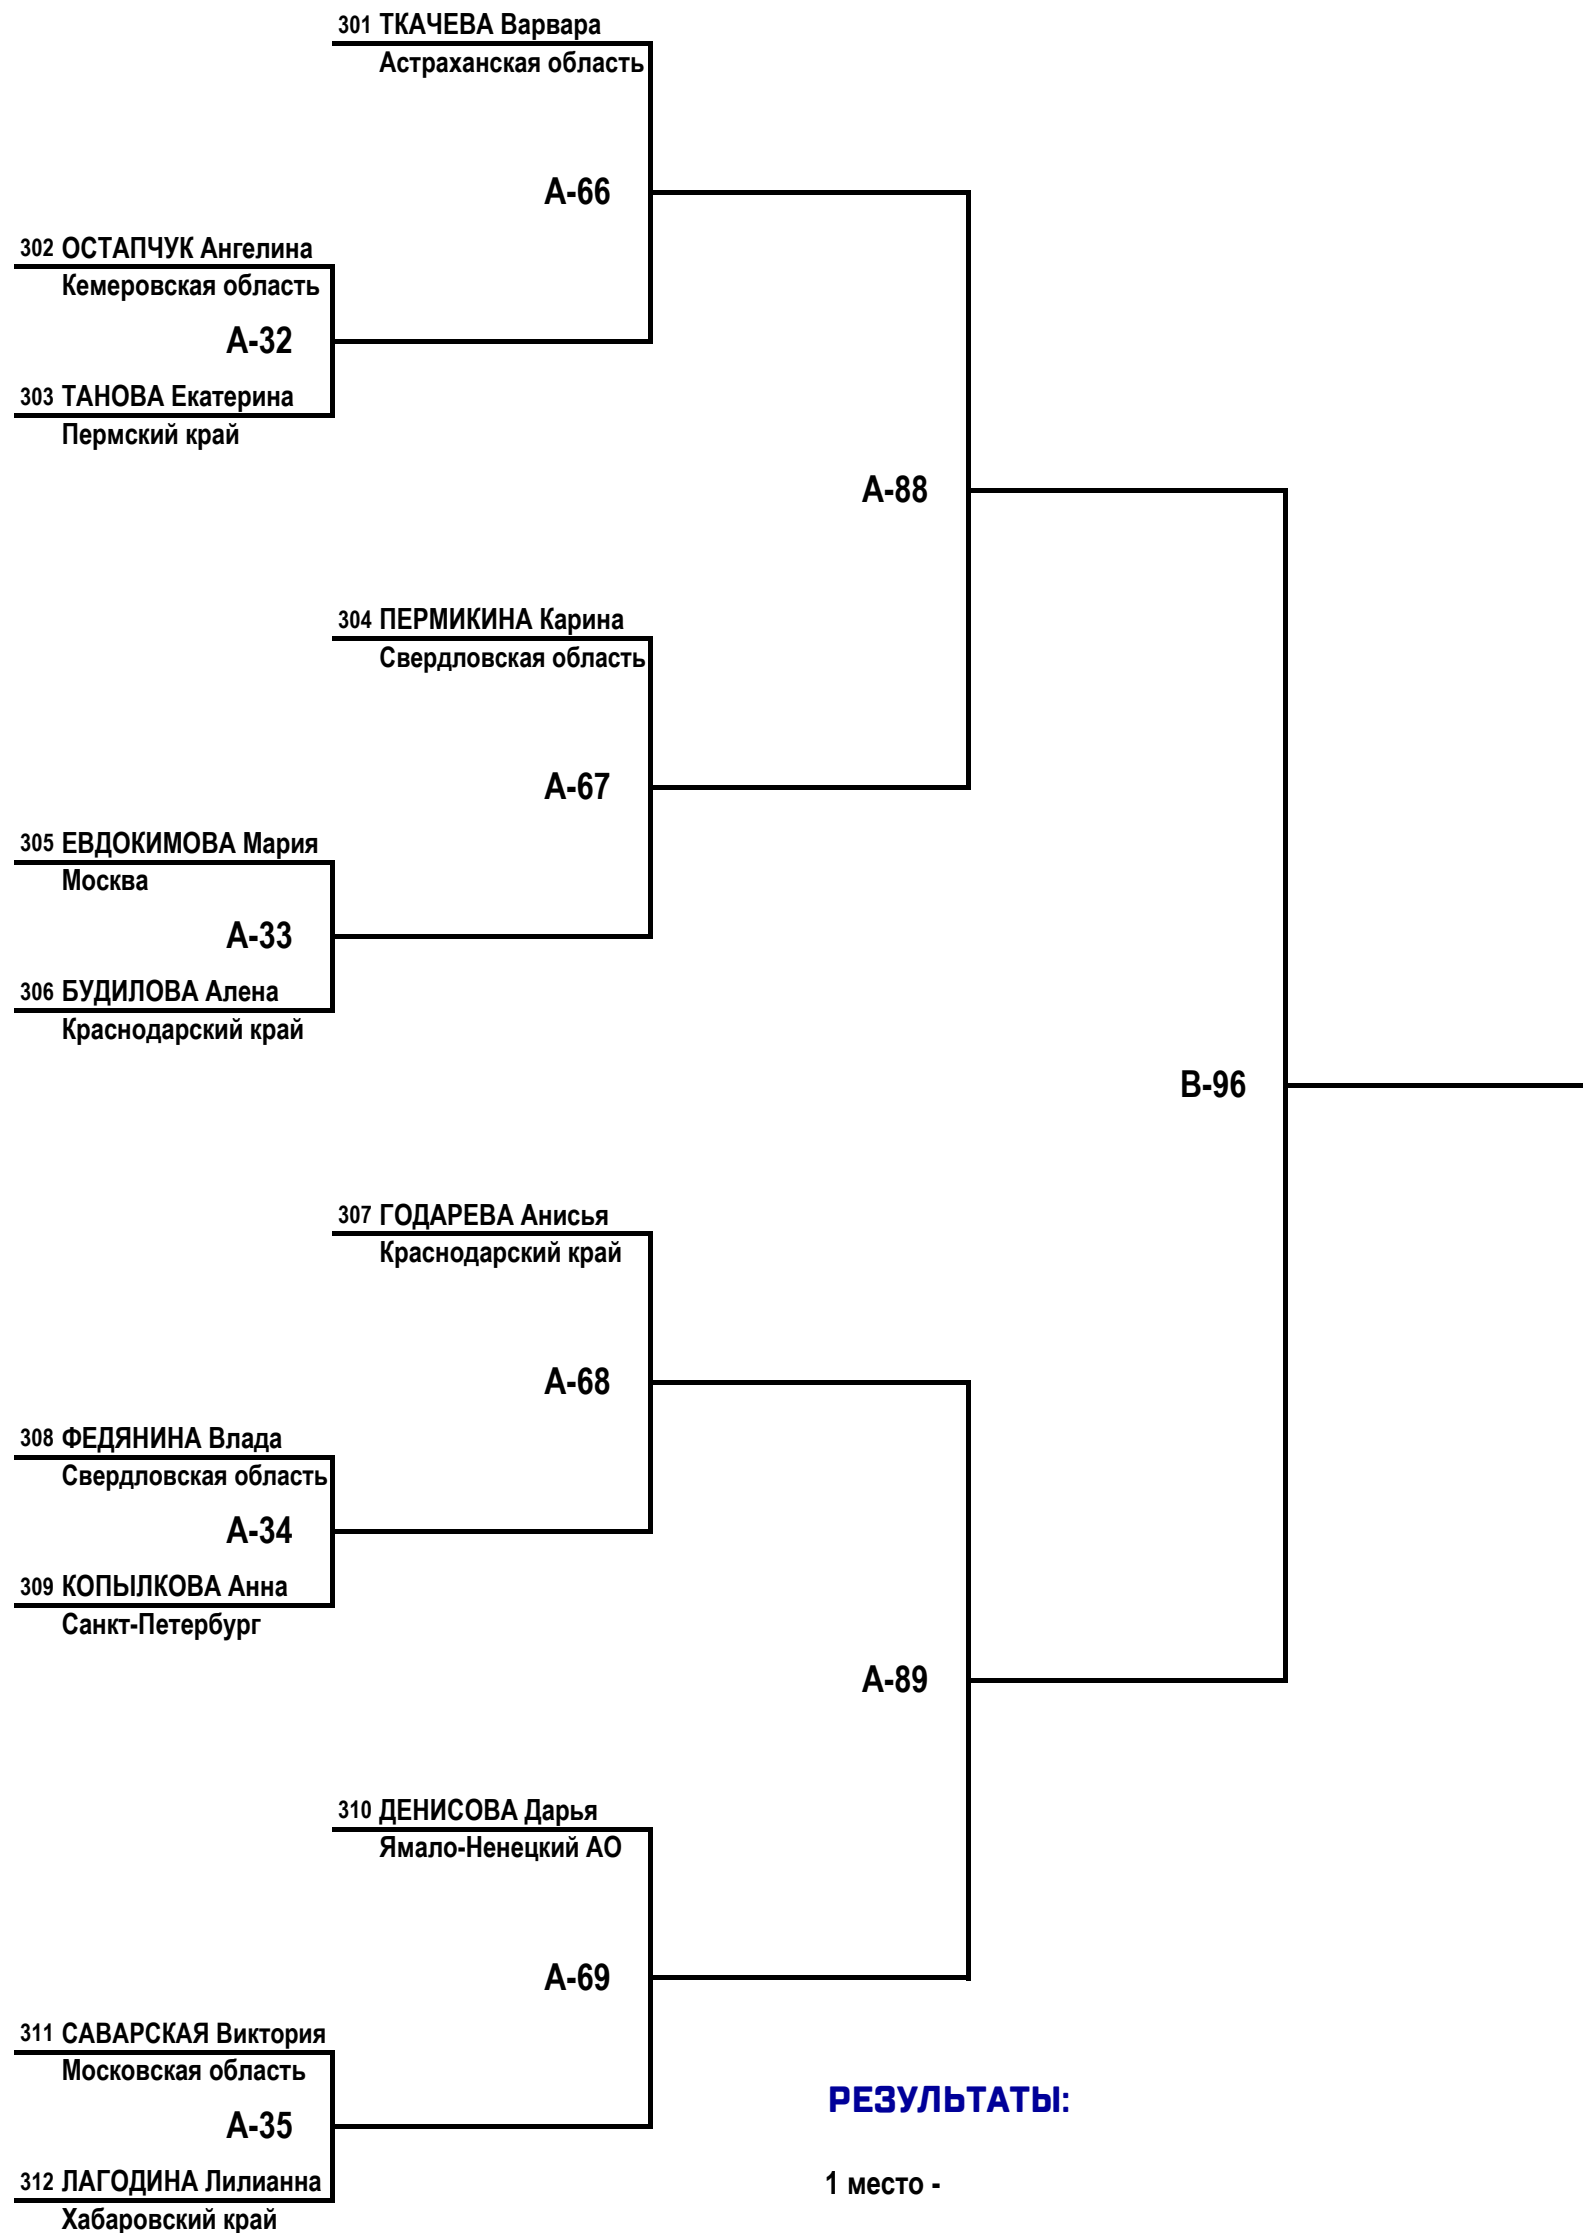 301 ТКАЧЕВА Варвара
Астраханская область
А-66
302 ОСТАПЧУК Ангелина
Кемеровская область
А-32
303 ТАНОВА Екатерина
Пермский край
А-88
304 ПЕРМИКИНА Карина
Свердловская область
А-67
305 ЕВДОКИМОВА Мария
Москва
А-33
306 БУДИЛОВА Алена
Краснодарский край
В-96
307 ГОДАРЕВА Анисья
Краснодарский край
А-68
308 ФЕДЯНИНА Влада
Свердловская область
А-34
309 КОПЫЛКОВА Анна
Санкт-Петербург
А-89
310 ДЕНИСОВА Дарья
Ямало-Ненецкий АО
А-69
311 САВАРСКАЯ Виктория
Московская область
А-35
312 ЛАГОДИНА Лилианна
Хабаровский край
РЕЗУЛЬТАТЫ:
1 место -